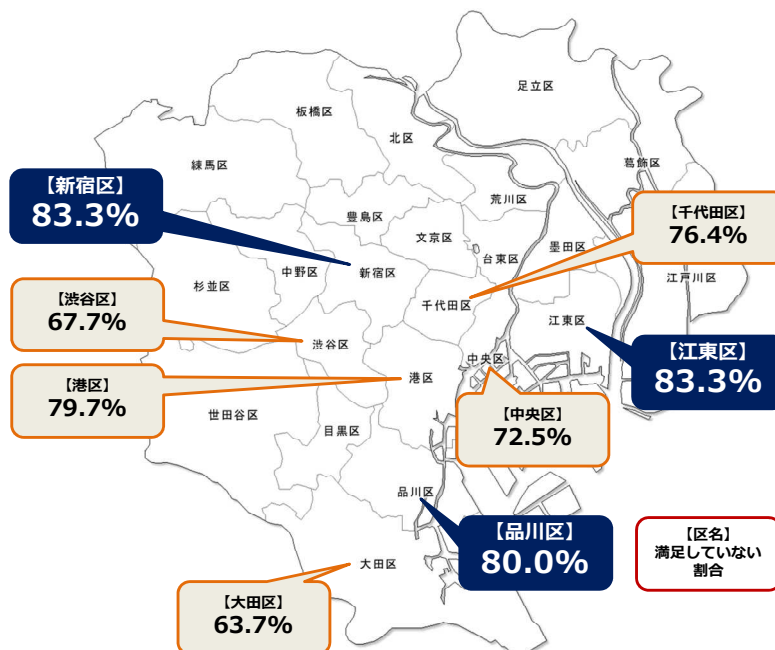 足立区
板橋区
北区
葛飾区
練馬区
【新宿区】
83.3%
荒川区
豊島区
【千代田区】
76.4%
文京区
台東区
墨田区
中野区
新宿区
江戸川区
杉並区
千代田区
【渋谷区】
67.7%
江東区
渋谷区
【江東区】
83.3%
中央区
【港区】
79.7%
港区
世田谷区
【中央区】
72.5%
目黒区
品川区
【品川区】
80.0%
【区名】
満足していない
割合
大田区
【大田区】
63.7%